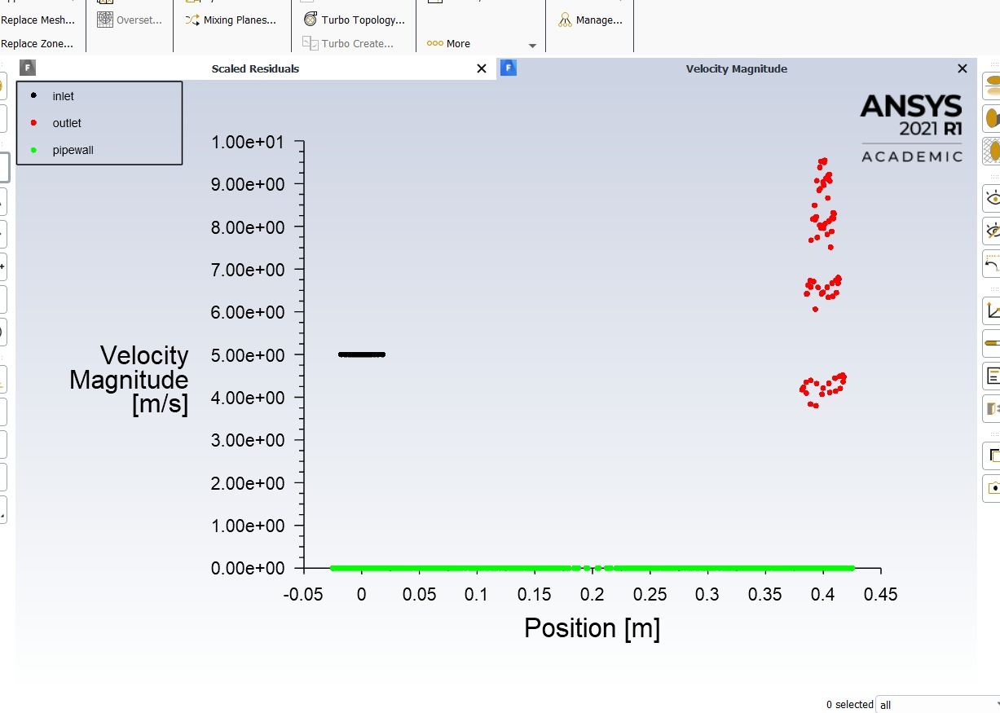 Replace Mesh...
Overset...
Mixing Planes...
Turbo Topology...
Manage...
Replace Zone...
Turbo Create...
More
Scaled Residuals
Velocity Magnitude
inlet
outlet
pipewall
ANSYS
2021 R1
ACADEMIC
1.00e+01
9.00e+00
8.00e+00
7.00e+00
6.00e+00
5.00e+00
4.00e+00
3.00e+00
2.00e+00
1.00e+00
0.00e+00
Velocity
Magnitude
[m/s]
-0.05 0 0.05 0.1 0.15 0.2 0.25 0.3 0.35 0.4 0.45
Position [m]
0 selected all